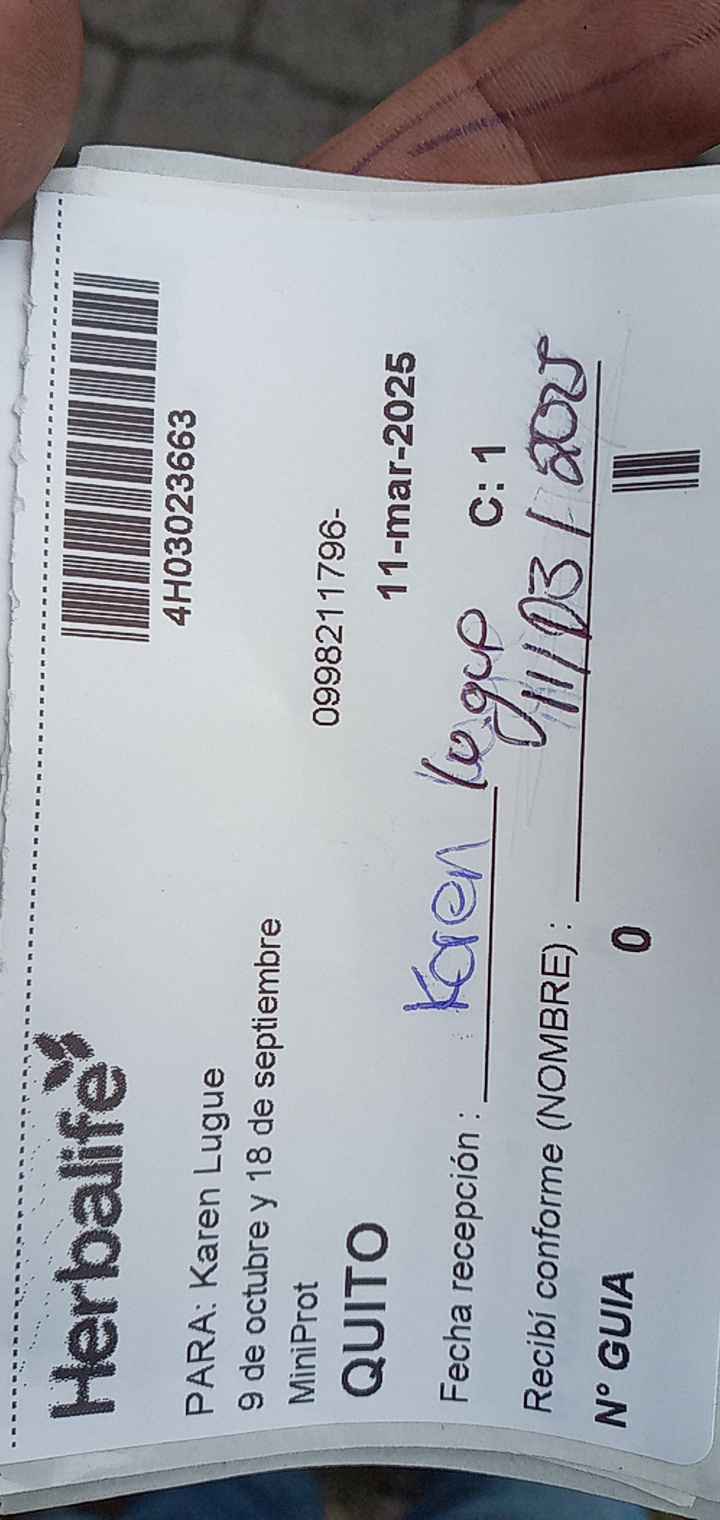 Herbalife
4H03023663
PARA: Karen Lugue
9 de octubre y 18 de septiembre
MiniProt
0998211796-
QUITO
11-mar-2025
Fecha recepción : Karen Lugue C: 1
Recibí conforme (NOMBRE) : 11/03/2025
N° GUIA 0